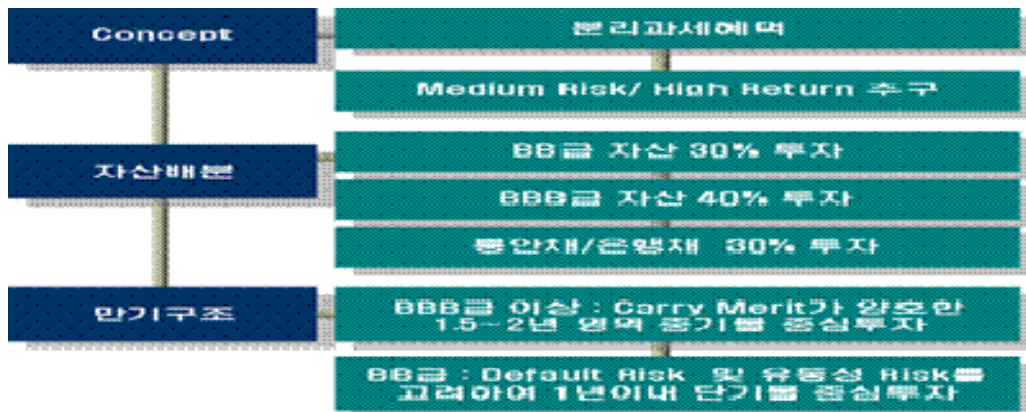 Concept
분리과세혜택
Medium Risk/ High Return 추구
자산배분
BB급 자산 30% 투자
BBB급 자산 40% 투자
통안채/은행채 30% 투자
만기구조
BBB급 이상 : Carry Merit가 양호한
1.5~2년 영역 중기물 중심투자
BB급 : Default Risk 및 유동성 Risk를
고려하여 1년이내 단기물 중심투자